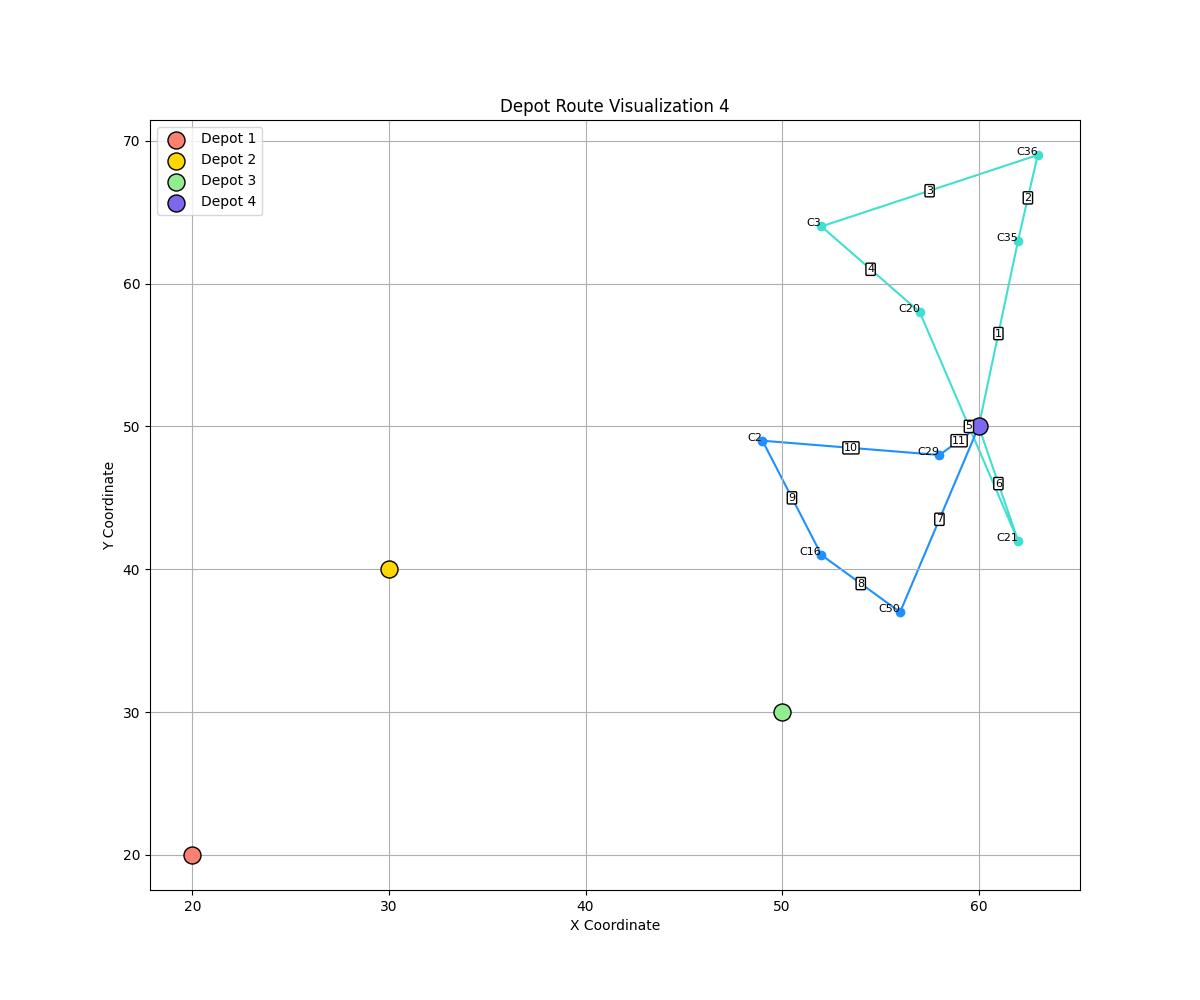 Depot Route Visualization 4
Depot 1
Depot 2
Depot 3
Depot 4
Y Coordinate
70
60
50
40
30
20
C36
3
2
C3
C35
4
C20
1
5
C2
11
10
C29
6
9
7
C21
C16
8
C50
20
30
40
50
60
X Coordinate